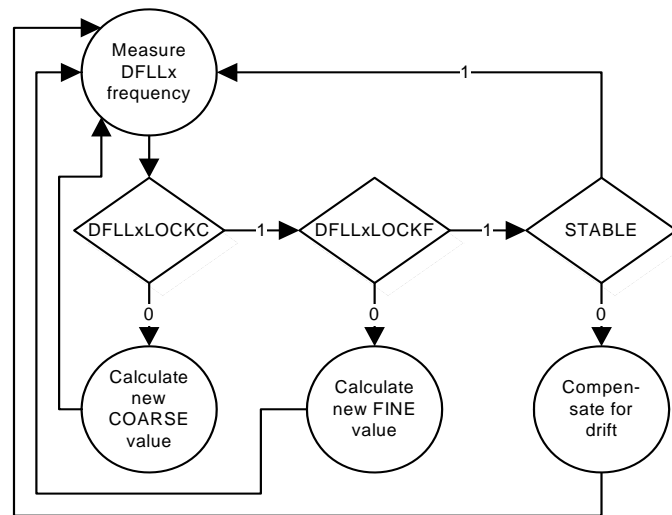 Measure
DFLLx
frequency
1
DFLLxLOCKC
1
DFLLxLOCKF
1
STABLE
0
0
0
Calculate
new
COARSE
value
Calculate
new FINE
value
Compen-
sate for
drift